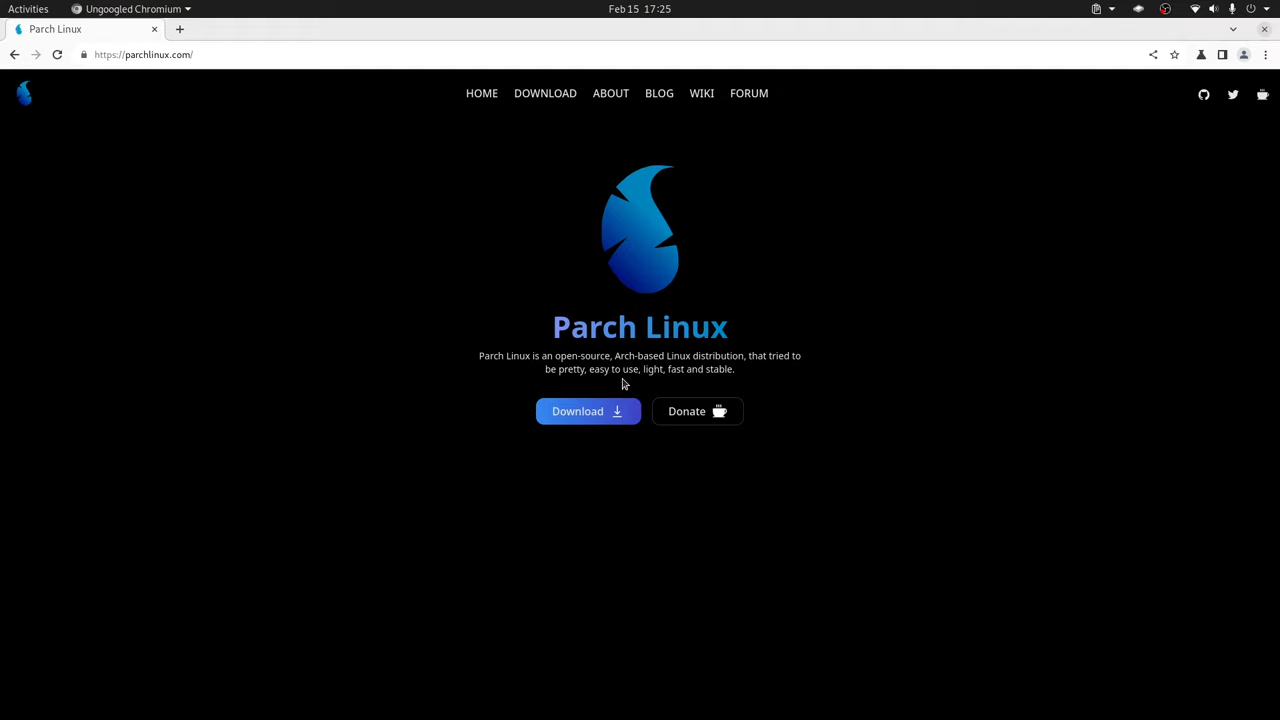 Activities Ungoogled Chromium Feb 15 17:25
Parch Linux
https://parchlinux.com/
HOME DOWNLOAD ABOUT BLOG WIKI FORUM
Parch Linux
Parch Linux is an open-source, Arch-based Linux distribution, that tried to
be pretty, easy to use, light, fast and stable.
Download Donate